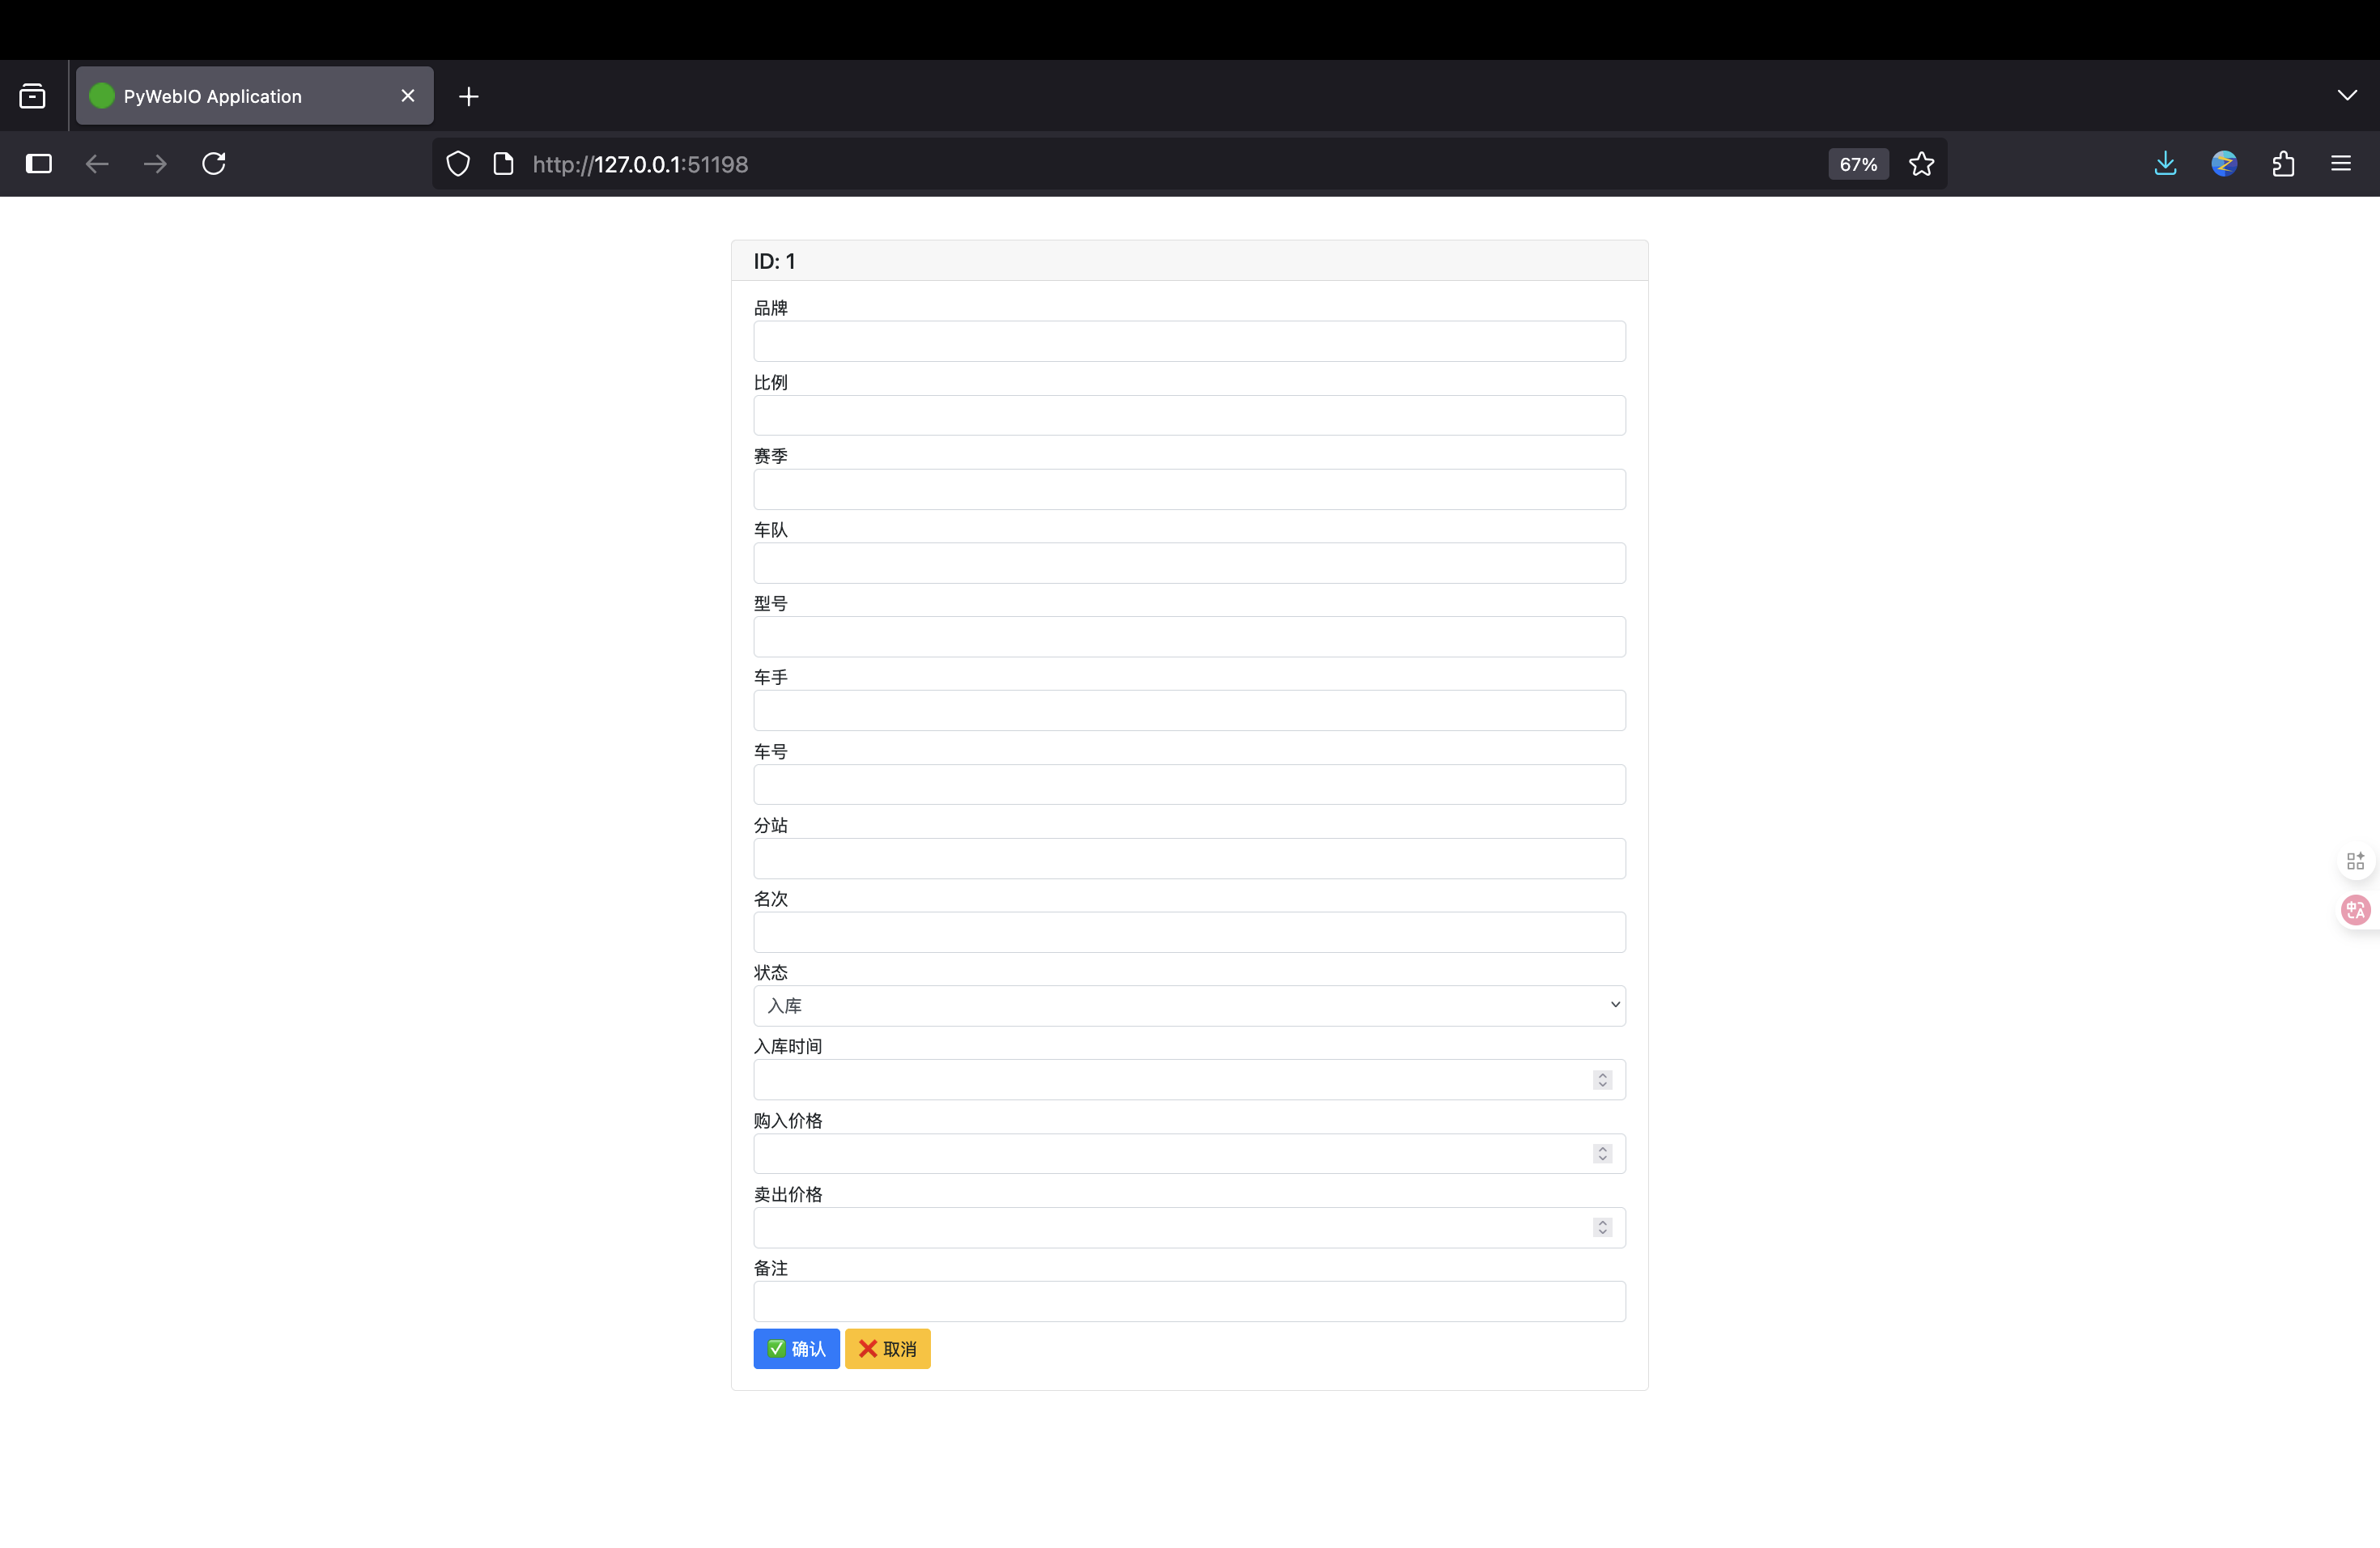 PyWebIO Application
http://127.0.0.1:51198
67%
ID: 1
品牌
比例
赛季
车队
型号
车手
车号
分站
名次
状态
入库
入库时间
购入价格
卖出价格
备注
✅ 确认
❌ 取消
中A